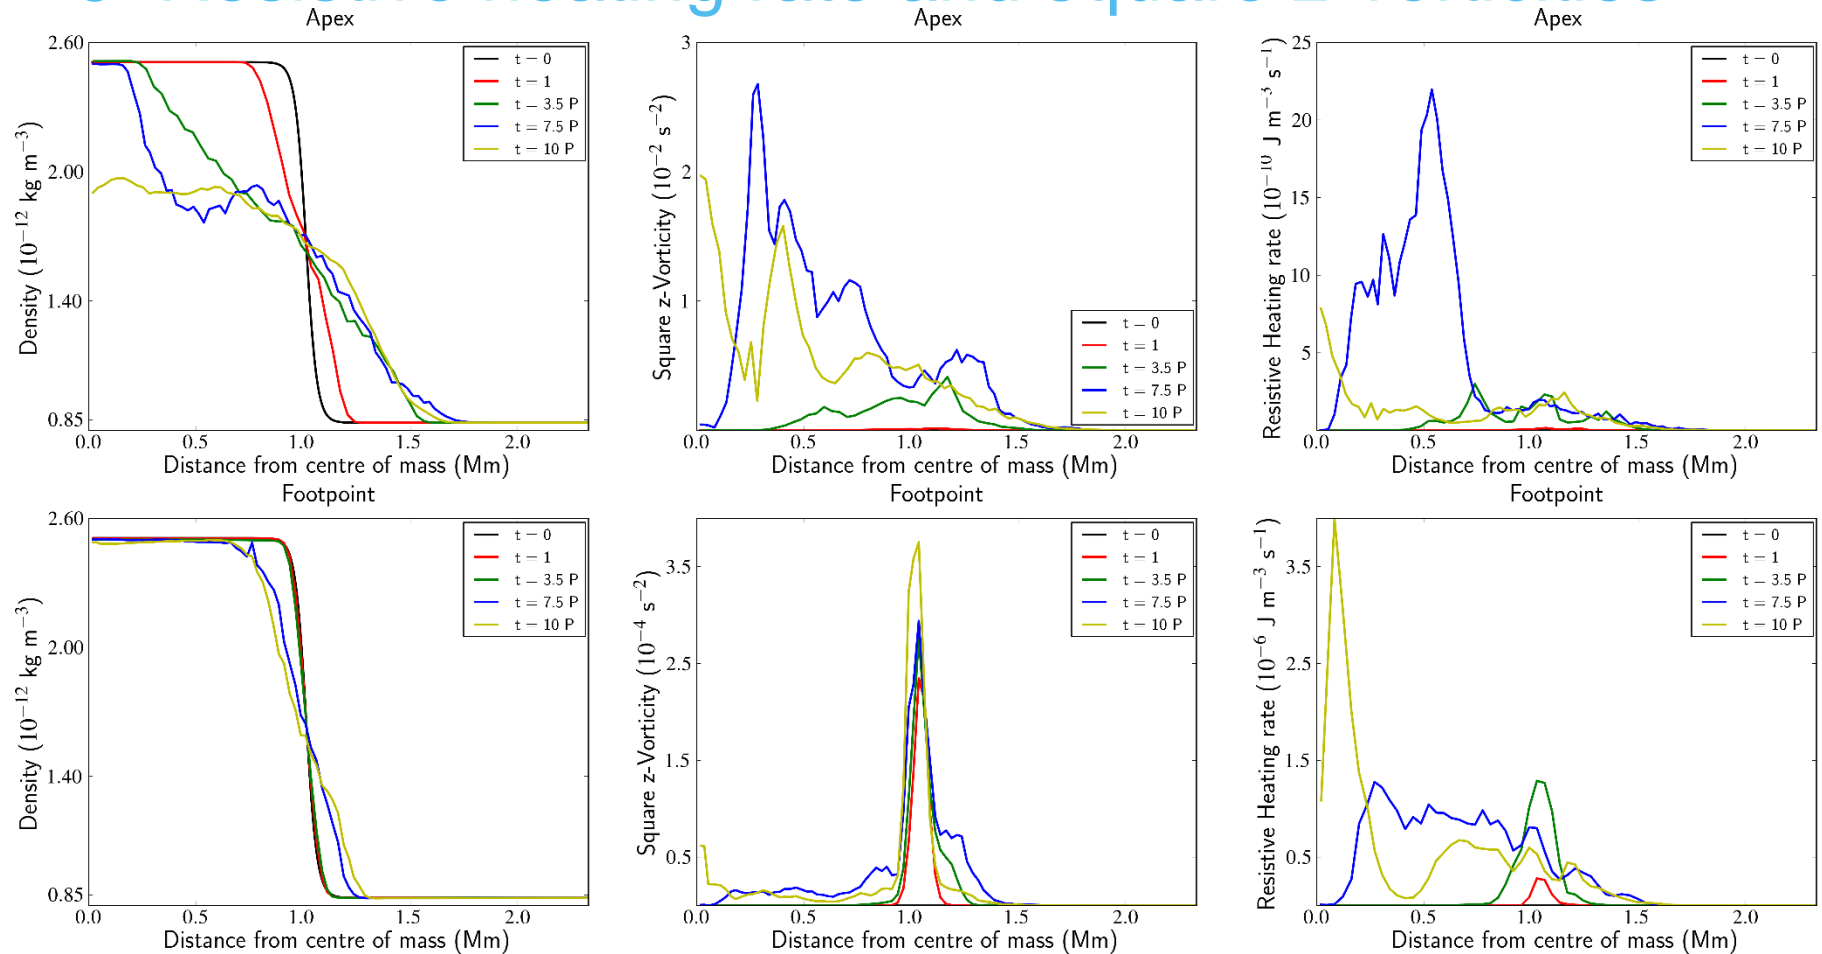 Resistive heating rate and square z-vorticities
Apex
Density (10−12 kg m−3)
2.60
2.00
1.40
0.85
0.0 0.5 1.0 1.5 2.0
Distance from centre of mass (Mm)
t = 0
t = 1
t = 3.5 P
t = 7.5 P
t = 10 P
Square z-Vorticity (10−2 s−2)
3
2
1
0.0 0.5 1.0 1.5 2.0
Distance from centre of mass (Mm)
t = 0
t = 1
t = 3.5 P
t = 7.5 P
t = 10 P
Apex
Resistive Heating rate (10−10 J m−3 s−1)
25
20
15
10
5
0.0 0.5 1.0 1.5 2.0
Distance from centre of mass (Mm)
t = 0
t = 1
t = 3.5 P
t = 7.5 P
t = 10 P
Footpoint
Density (10−12 kg m−3)
2.60
2.00
1.40
0.85
0.0 0.5 1.0 1.5 2.0
Distance from centre of mass (Mm)
t = 0
t = 1
t = 3.5 P
t = 7.5 P
t = 10 P
Square z-Vorticity (10−4 s−2)
3.5
2.5
1.5
0.5
0.0 0.5 1.0 1.5 2.0
Distance from centre of mass (Mm)
t = 0
t = 1
t = 3.5 P
t = 7.5 P
t = 10 P
Footpoint
Resistive Heating rate (10−6 J m−3 s−1)
3.5
2.5
1.5
0.5
0.0 0.5 1.0 1.5 2.0
Distance from centre of mass (Mm)
t = 0
t = 1
t = 3.5 P
t = 7.5 P
t = 10 P